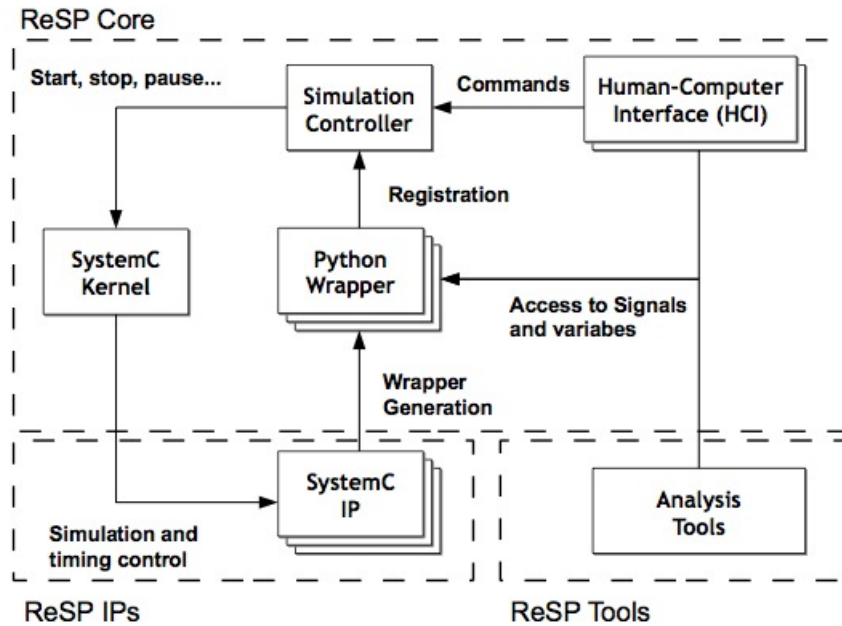 ReSP Core
Start, stop, pause...
Simulation
Controller
Commands
Human-Computer
Interface (HCI)
Registration
SystemC
Kernel
Python
Wrapper
Access to Signals
and variabes
Wrapper
Generation
SystemC
IP
Analysis
Tools
Simulation and
timing control
ReSP IPs
ReSP Tools